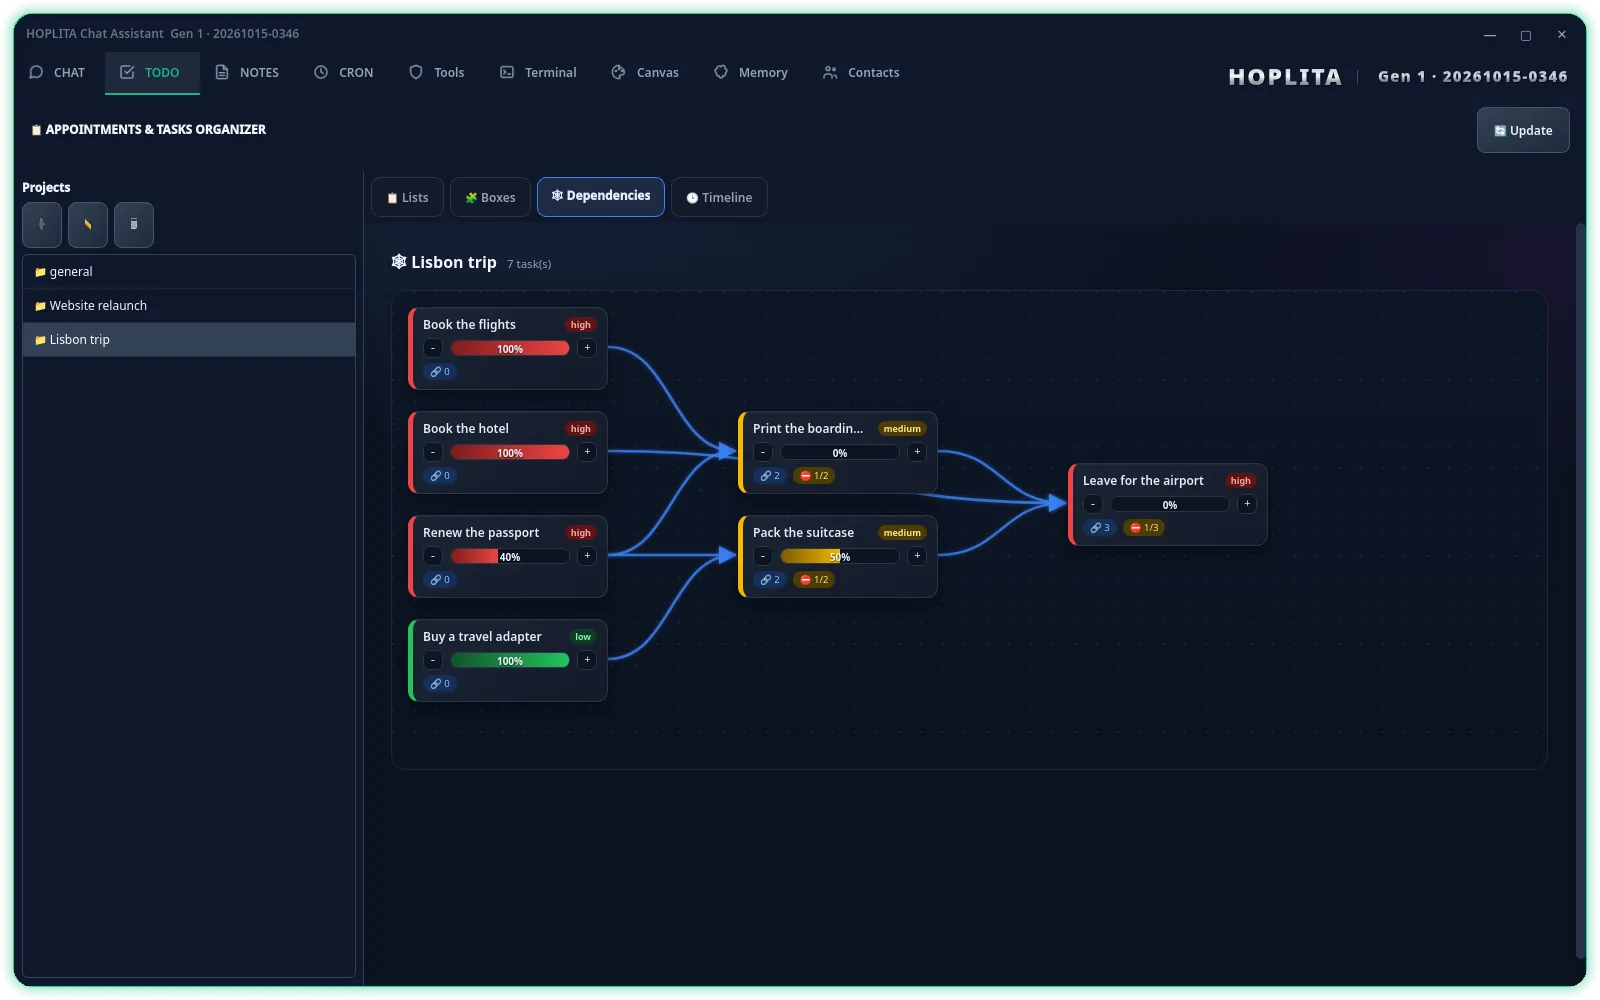 HOPLITA Chat Assistant Gen 1 · 20261015-0346
CHAT
TODO
NOTES
CRON
Tools
Terminal
Canvas
Memory
Contacts
HOPLITA
Gen 1 · 20261015-0346
APPOINTMENTS & TASKS ORGANIZER
Update
Projects
general
Website relaunch
Lisbon trip
Lists
Boxes
Dependencies
Timeline
Lisbon trip 7 task(s)
Book the flights high
- 100% +
0
Book the hotel high
- 100% +
0
Renew the passport high
- 40% +
0
Buy a travel adapter low
- 100% +
0
Print the boardin... medium
- 0% +
2 1/2
Pack the suitcase medium
- 50% +
2 1/2
Leave for the airport high
- 0% +
3 1/3